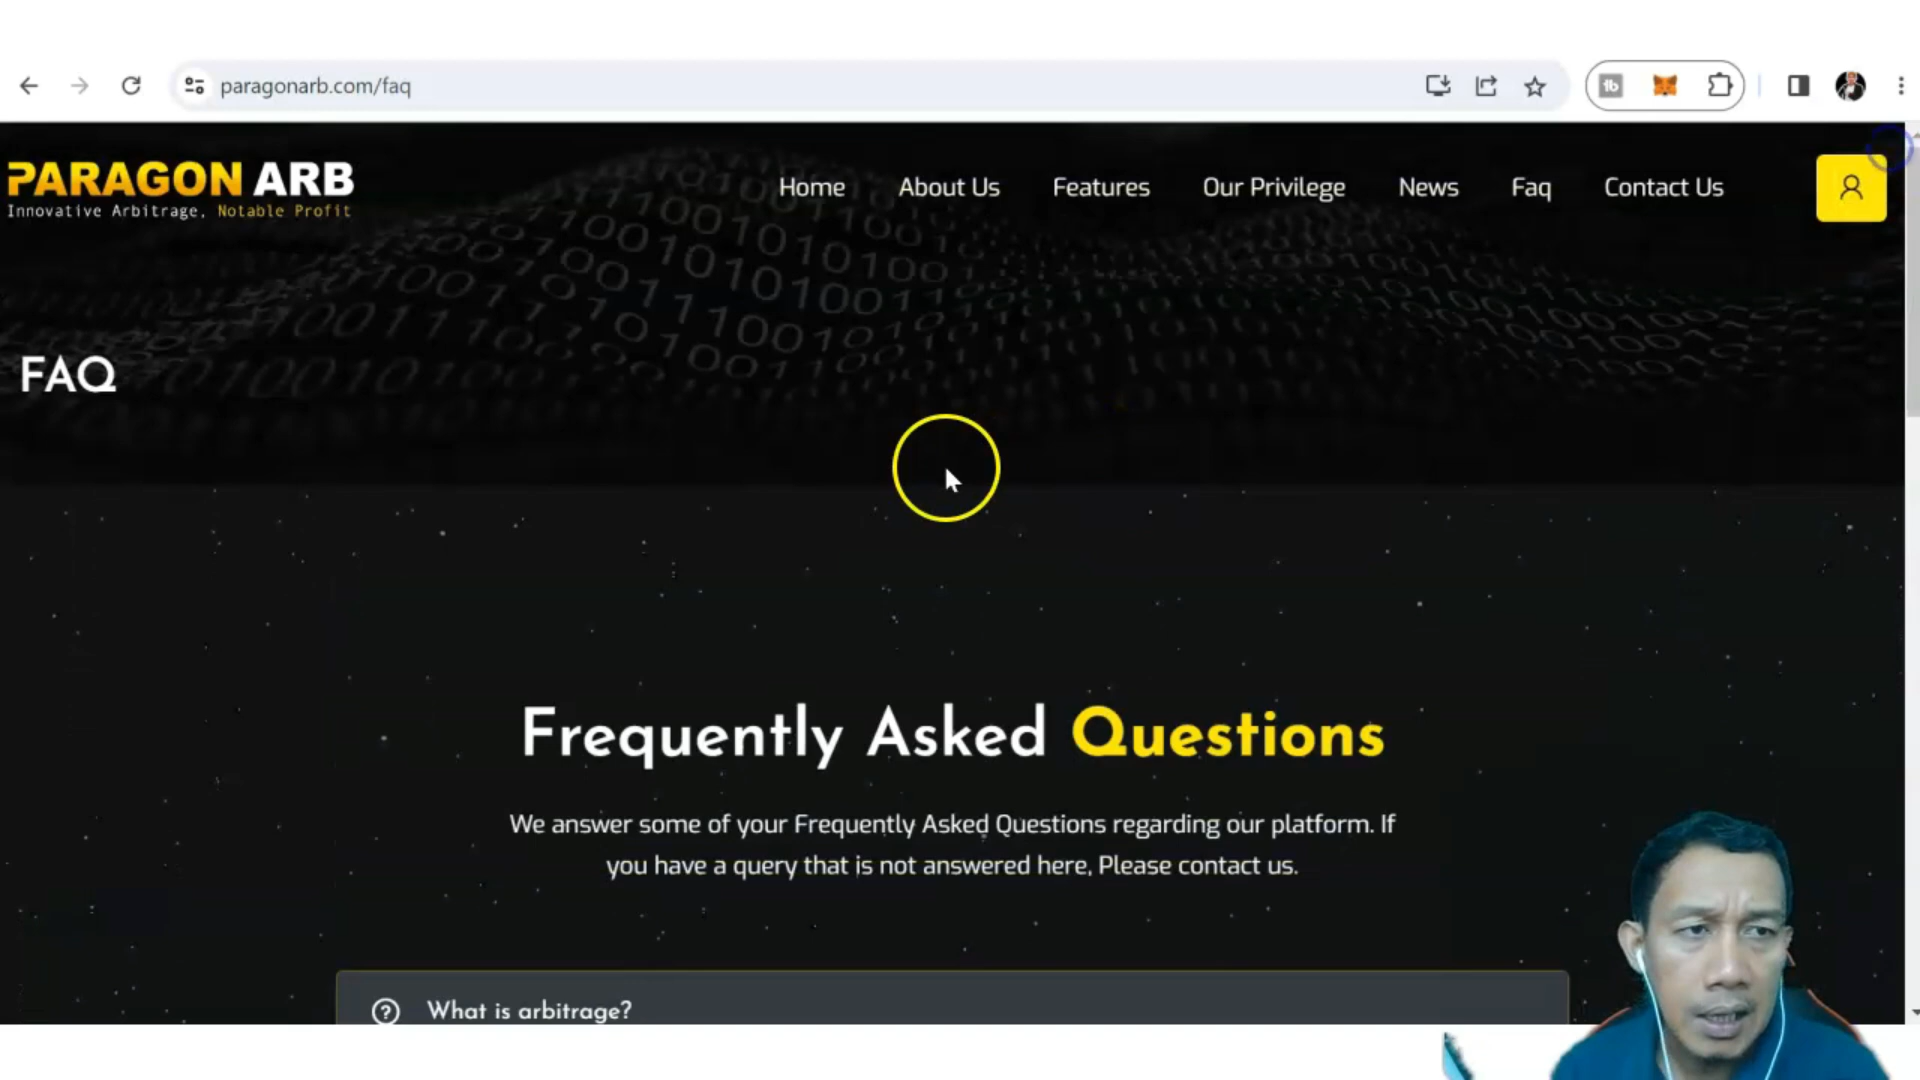 paragonarb.com/faq
PARAGON ARB
Innovative Arbitrage, Notable Profit
Home About Us Features Our Privilege News Faq Contact Us
FAQ
Frequently Asked Questions
We answer some of your Frequently Asked Questions regarding our platform. If
you have a query that is not answered here, Please contact us.
What is arbitrage?